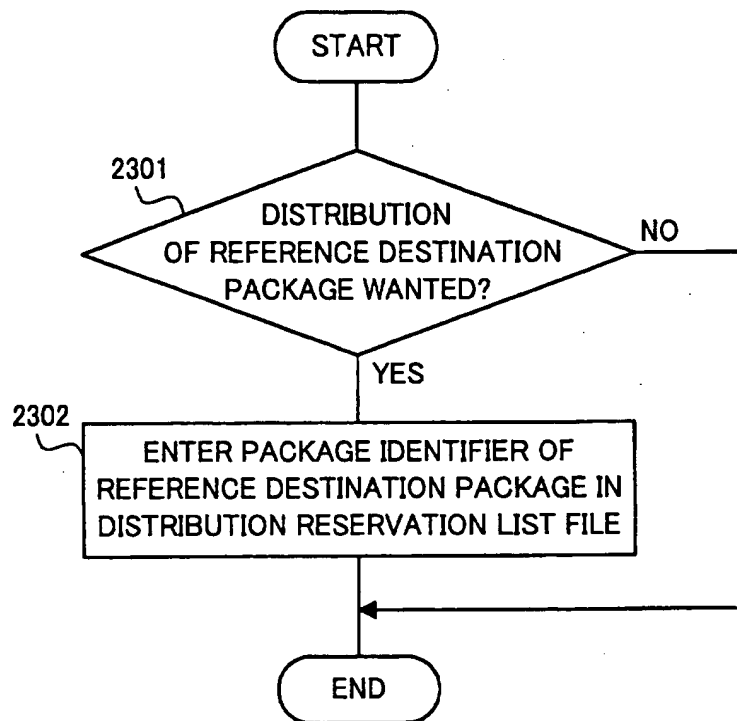 START
2301
DISTRIBUTION
OF REFERENCE DESTINATION
PACKAGE WANTED?
NO
YES
2302
ENTER PACKAGE IDENTIFIER OF
REFERENCE DESTINATION PACKAGE IN
DISTRIBUTION RESERVATION LIST FILE
END